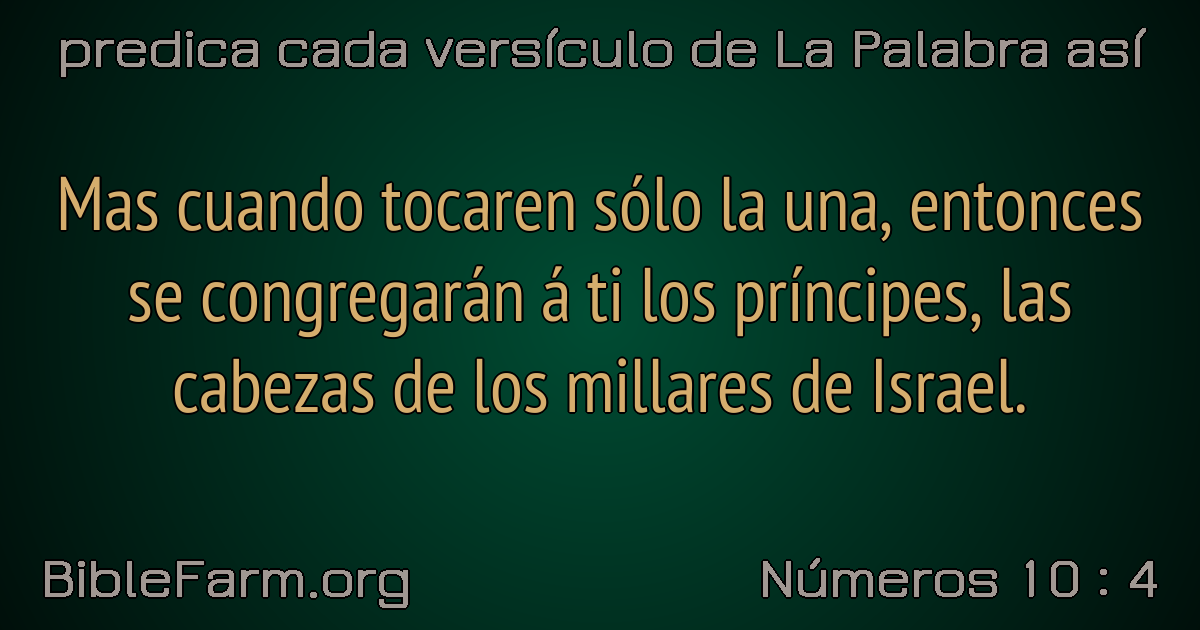 predica cada versículo de La Palabra así
Mas cuando tocaren sólo la una, entonces
se congregarán á ti los príncipes, las
cabezas de los millares de Israel.
BibleFarm.org
Números 10 : 4